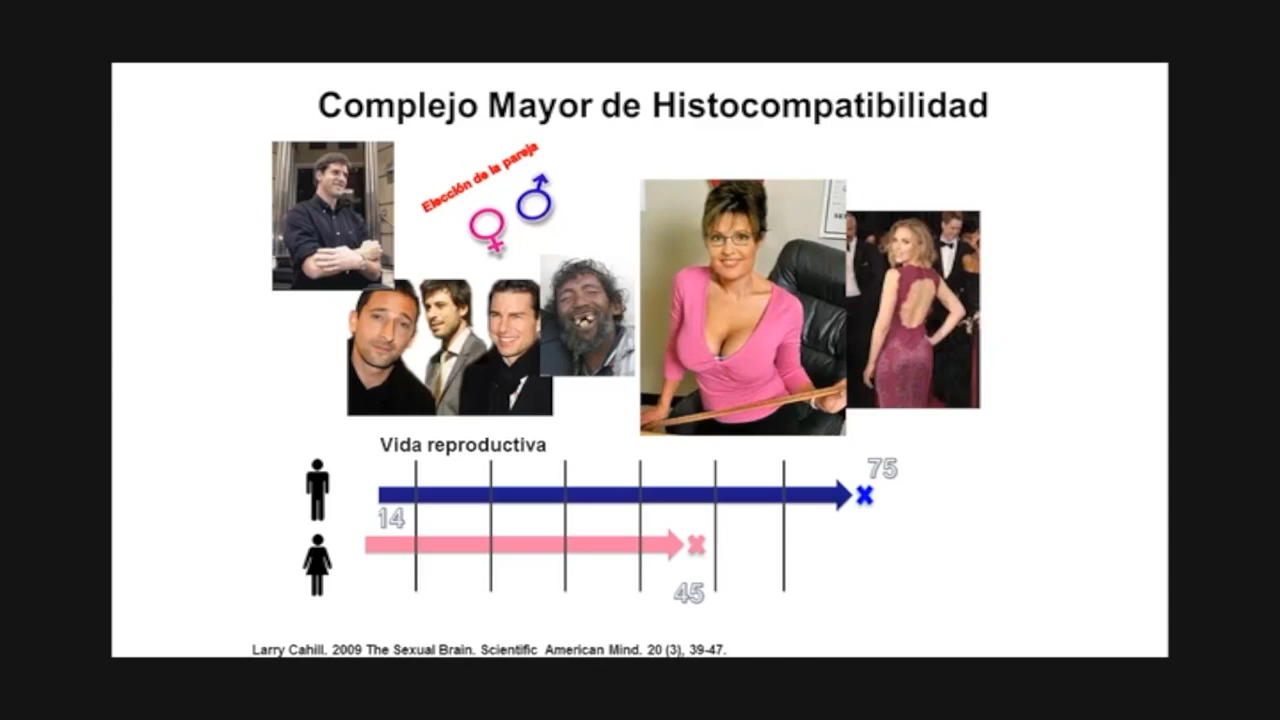 Complejo Mayor de Histocompatibilidad
Elección de la pareja
Vida reproductiva
75
14
45
Larry Cahill. 2009 The Sexual Brain. Scientific American Mind. 20 (3), 39-47.